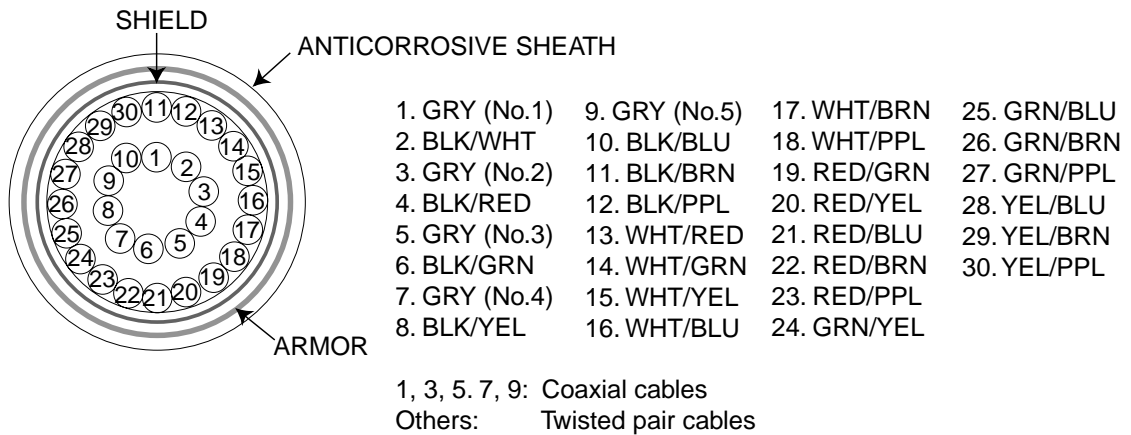 SHIELD
ANTICORROSIVE SHEATH
30 11 12
29 13
28 14
10 1 2
27 15
9 3
26 16
8 4
25 17
7 6 5
24 18
23 19
22 21 20
ARMOR
1. GRY (No.1)
2. BLK/WHT
3. GRY (No.2)
4. BLK/RED
5. GRY (No.3)
6. BLK/GRN
7. GRY (No.4)
8. BLK/YEL
9. GRY (No.5)
10. BLK/BLU
11. BLK/BRN
12. BLK/PPL
13. WHT/RED
14. WHT/GRN
15. WHT/YEL
16. WHT/BLU
17. WHT/BRN
18. WHT/PPL
19. RED/GRN
20. RED/YEL
21. RED/BLU
22. RED/BRN
23. RED/PPL
24. GRN/YEL
25. GRN/BLU
26. GRN/BRN
27. GRN/PPL
28. YEL/BLU
29. YEL/BRN
30. YEL/PPL
1, 3, 5. 7, 9: Coaxial cables
Others: Twisted pair cables